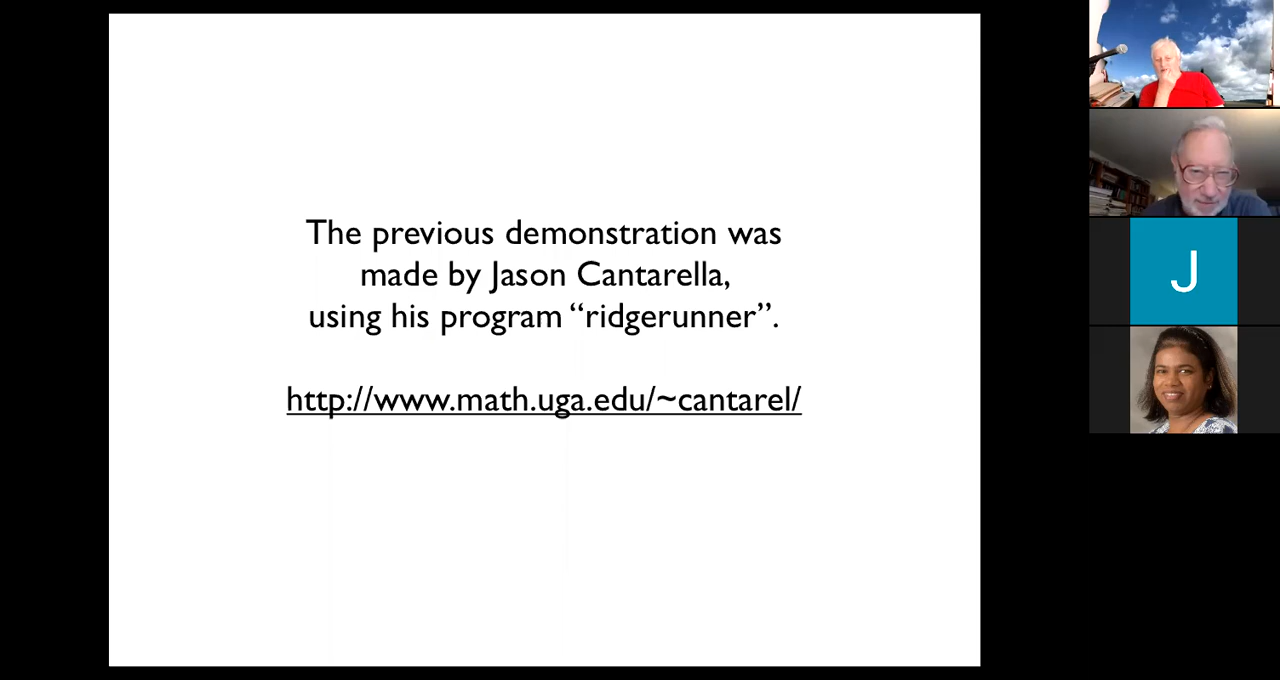 The previous demonstration was
made by Jason Cantarella,
using his program “ridgerunner”.
http://www.math.uga.edu/~cantarel/
J